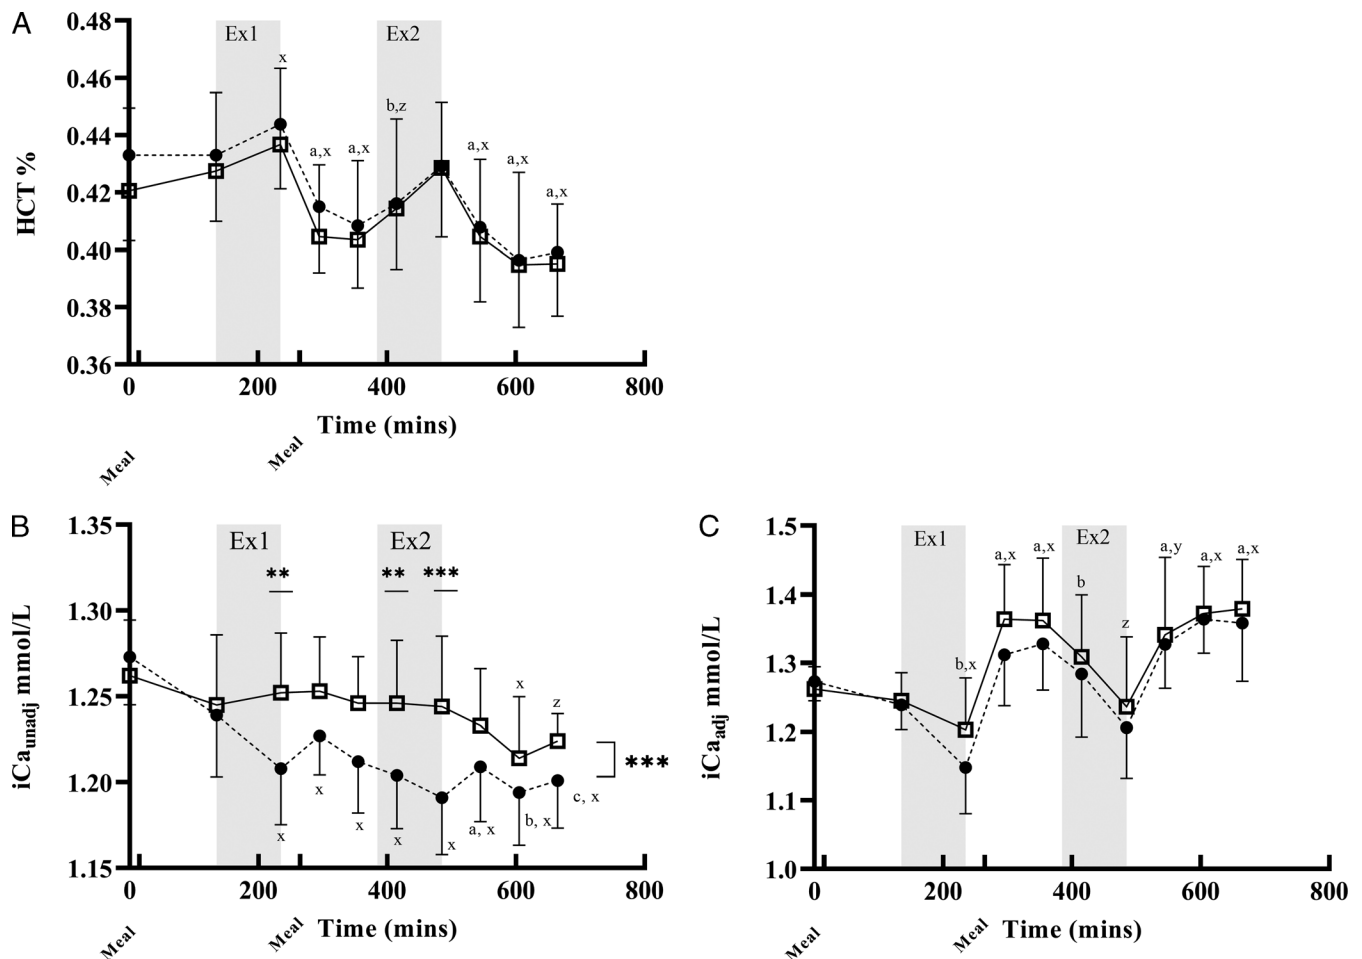 A
HCT %
0.48
0.46
0.44
0.42
0.40
0.38
0.36
Ex1
Ex2
x
a,x
a,x
b,z
a,x
a,x
a,x
0
200
400
600
800
Time (mins)
Meal
Meal
B
iCaunadj mmol/L
1.35
1.30
1.25
1.20
1.15
Ex1
Ex2
**
**
***
x
z
***
x
x
x
x
x
a, x
b, x
c, x
0
200
400
600
800
Time (mins)
Meal
Meal
C
iCaadj mmol/L
1.5
1.4
1.3
1.2
1.1
1.0
Ex1
Ex2
b,x
a,x
a,x
b
z
a,y
a,x
a,x
0
200
400
600
800
Time (mins)
Meal
Meal